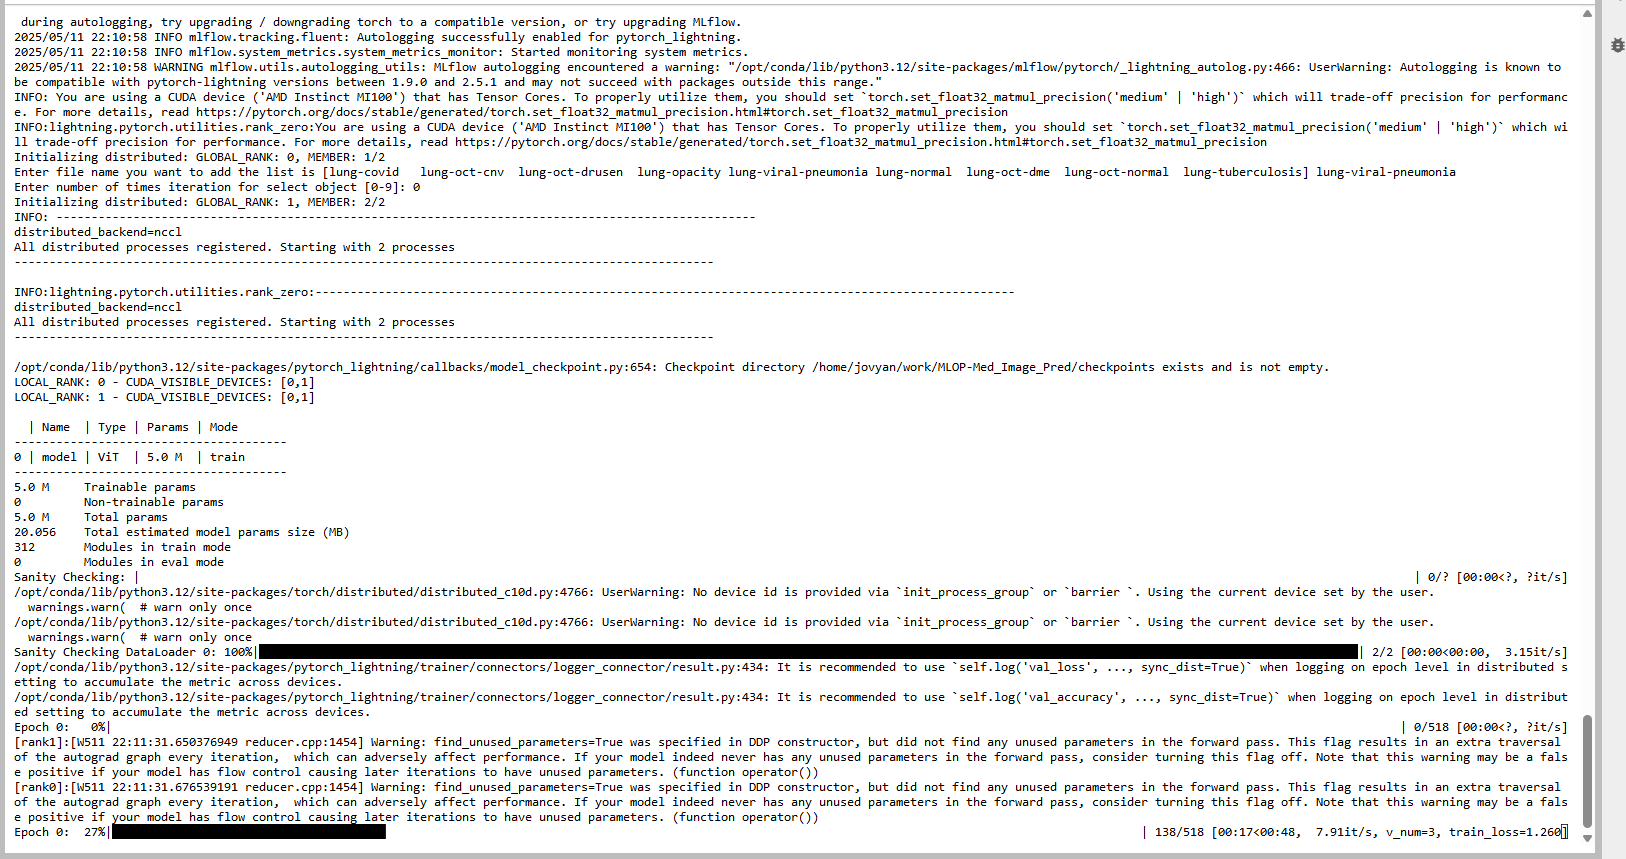 during autologging, try upgrading / downgrading torch to a compatible version, or try upgrading MLflow.
2025/05/11 22:10:58 INFO mlflow.tracking.fluent: Autologging successfully enabled for pytorch_lightning.
2025/05/11 22:10:58 INFO mlflow.system_metrics.system_metrics_monitor: Started monitoring system metrics.
2025/05/11 22:10:58 WARNING mlflow.utils.autologging_utils: MLflow autologging encountered a warning: "/opt/conda/lib/python3.12/site-packages/mlflow/pytorch/_lightning_autolog.py:466: UserWarning: Autologging is known to
be compatible with pytorch-lightning versions between 1.9.0 and 2.5.1 and may not succeed with packages outside this range."
INFO: You are using a CUDA device ('AMD Instinct MI100') that has Tensor Cores. To properly utilize them, you should set `torch.set_float32_matmul_precision('medium' | 'high')` which will trade-off precision for performanc
e. For more details, read https://pytorch.org/docs/stable/generated/torch.set_float32_matmul_precision.html#torch.set_float32_matmul_precision
INFO:lightning.pytorch.utilities.rank_zero:You are using a CUDA device ('AMD Instinct MI100') that has Tensor Cores. To properly utilize them, you should set `torch.set_float32_matmul_precision('medium' | 'high')` which wi
ll trade-off precision for performance. For more details, read https://pytorch.org/docs/stable/generated/torch.set_float32_matmul_precision.html#torch.set_float32_matmul_precision
Initializing distributed: GLOBAL_RANK: 0, MEMBER: 1/2
Enter file name you want to add the list is [lung-covid   lung-oct-cnv  lung-oct-drusen  lung-opacity lung-viral-pneumonia lung-normal  lung-oct-dme  lung-oct-normal  lung-tuberculosis] lung-viral-pneumonia
Enter number of times iteration for select object [0-9]: 0
Initializing distributed: GLOBAL_RANK: 1, MEMBER: 2/2
INFO: ----------------------------------------------------------------------------------------------------
distributed_backend=nccl
All distributed processes registered. Starting with 2 processes
----------------------------------------------------------------------------------------------------
INFO:lightning.pytorch.utilities.rank_zero:----------------------------------------------------------------------------------------------------
distributed_backend=nccl
All distributed processes registered. Starting with 2 processes
----------------------------------------------------------------------------------------------------
/opt/conda/lib/python3.12/site-packages/pytorch_lightning/callbacks/model_checkpoint.py:654: Checkpoint directory /home/jovyan/work/MLOP-Med_Image_Pred/checkpoints exists and is not empty.
LOCAL_RANK: 0 - CUDA_VISIBLE_DEVICES: [0,1]
LOCAL_RANK: 1 - CUDA_VISIBLE_DEVICES: [0,1]
  | Name  | Type | Params | Mode
---------------------------------------
0 | model | ViT  | 5.0 M  | train
---------------------------------------
5.0 M     Trainable params
0         Non-trainable params
5.0 M     Total params
20.056    Total estimated model params size (MB)
312       Modules in train mode
0         Modules in eval mode
Sanity Checking: |          | 0/? [00:00<?, ?it/s]
/opt/conda/lib/python3.12/site-packages/torch/distributed/distributed_c10d.py:4766: UserWarning: No device id is provided via `init_process_group` or `barrier `. Using the current device set by the user.
  warnings.warn(  # warn only once
/opt/conda/lib/python3.12/site-packages/torch/distributed/distributed_c10d.py:4766: UserWarning: No device id is provided via `init_process_group` or `barrier `. Using the current device set by the user.
  warnings.warn(  # warn only once
Sanity Checking DataLoader 0: 100%|          | 2/2 [00:00<00:00,  3.15it/s]
/opt/conda/lib/python3.12/site-packages/pytorch_lightning/trainer/connectors/logger_connector/result.py:434: It is recommended to use `self.log('val_loss', ..., sync_dist=True)` when logging on epoch level in distributed s
etting to accumulate the metric across devices.
/opt/conda/lib/python3.12/site-packages/pytorch_lightning/trainer/connectors/logger_connector/result.py:434: It is recommended to use `self.log('val_accuracy', ..., sync_dist=True)` when logging on epoch level in distribut
ed setting to accumulate the metric across devices.
Epoch 0:   0%|          | 0/518 [00:00<?, ?it/s]
[rank1]:[W511 22:11:31.650376949 reducer.cpp:1454] Warning: find_unused_parameters=True was specified in DDP constructor, but did not find any unused parameters in the forward pass. This flag results in an extra traversal
of the autograd graph every iteration,  which can adversely affect performance. If your model indeed never has any unused parameters in the forward pass, consider turning this flag off. Note that this warning may be a fals
e positive if your model has flow control causing later iterations to have unused parameters. (function operator())
[rank0]:[W511 22:11:31.676539191 reducer.cpp:1454] Warning: find_unused_parameters=True was specified in DDP constructor, but did not find any unused parameters in the forward pass. This flag results in an extra traversal
of the autograd graph every iteration,  which can adversely affect performance. If your model indeed never has any unused parameters in the forward pass, consider turning this flag off. Note that this warning may be a fals
e positive if your model has flow control causing later iterations to have unused parameters. (function operator())
Epoch 0:  27%|          | 138/518 [00:17<00:48,  7.91it/s, v_num=3, train_loss=1.260]